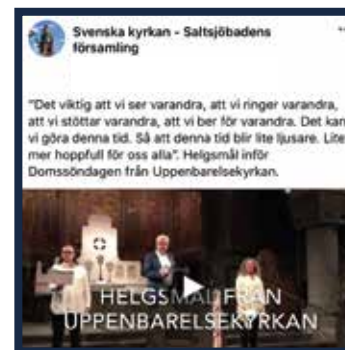 Svenska kyrkan - Saltsjöbadens
församling
"Det viktig att vi ser varandra, att vi ringer varandra,
att vi stöttar varandra, att vi ber för varandra. Det kan
vi göra denna tid. Så att denna tid blir lite ljusare. Lite
mer hoppfull för oss alla". Helgsmål inför
Domssöndagen från Uppenbarelsekyrkan.
HELGSMÅL FRÅN
UPPENBARELSEKYRKAN